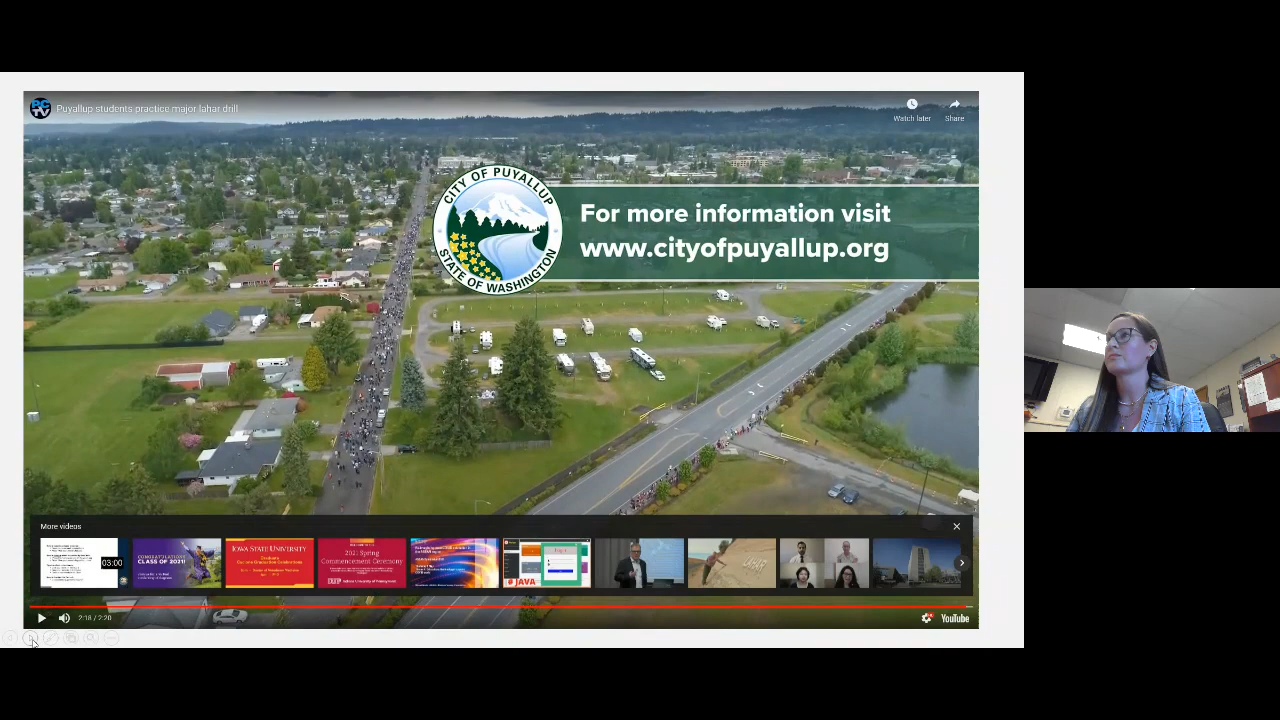 PC
TV
Puyallup students practice major lahar drill
Watch later
Share
CITY OF PUYALLUP
STATE OF WASHINGTON
For more information visit
www.cityofpuyallup.org
More videos
03:00
CONGRATULATIONS
CLASS OF 2021!
IOWA STATE UNIVERSITY
2021 Spring
Commencement Ceremony
JAVA
2:18 / 2:20
YouTube